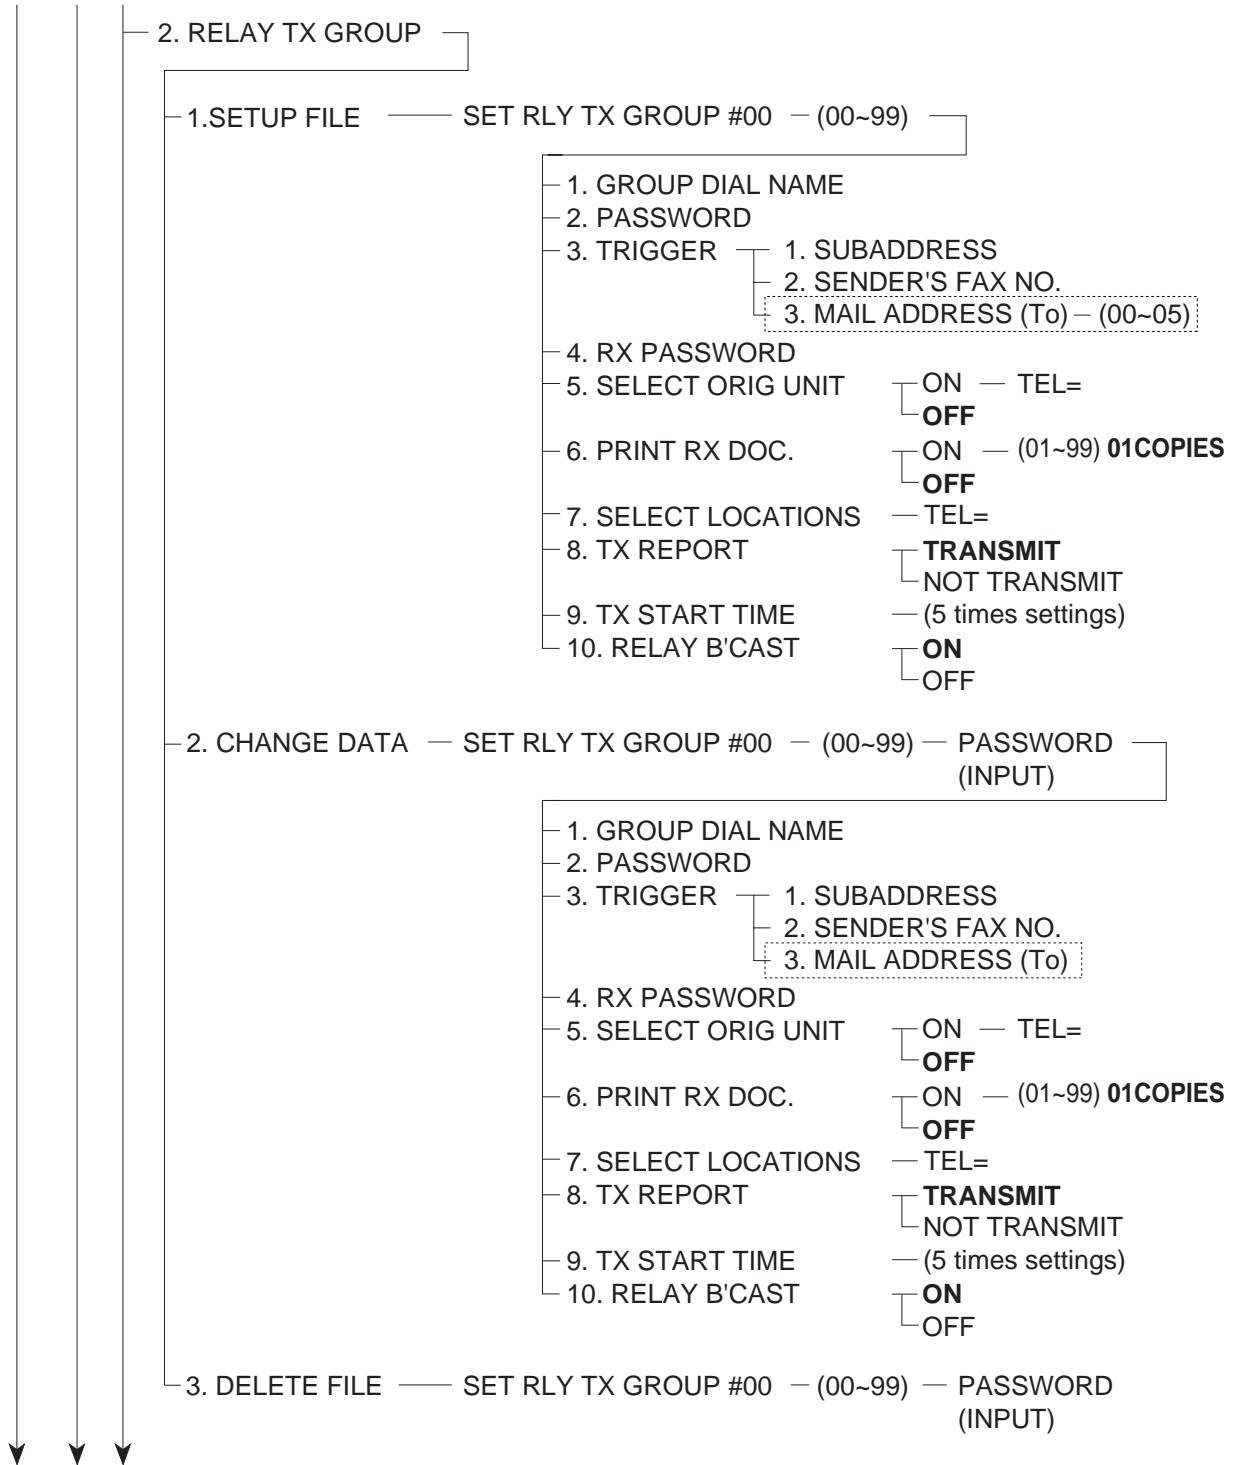 2. RELAY TX GROUP
1.SETUP FILE SET RLY TX GROUP #00 (00~99)
1. GROUP DIAL NAME
2. PASSWORD
3. TRIGGER 1. SUBADDRESS
2. SENDER'S FAX NO.
3. MAIL ADDRESS (To) (00~05)
4. RX PASSWORD
5. SELECT ORIG UNIT ON TEL=
OFF
6. PRINT RX DOC. ON (01~99) 01COPIES
OFF
7. SELECT LOCATIONS TEL=
8. TX REPORT TRANSMIT
NOT TRANSMIT
9. TX START TIME (5 times settings)
10. RELAY B'CAST ON
OFF
2. CHANGE DATA SET RLY TX GROUP #00 (00~99) PASSWORD
(INPUT)
1. GROUP DIAL NAME
2. PASSWORD
3. TRIGGER 1. SUBADDRESS
2. SENDER'S FAX NO.
3. MAIL ADDRESS (To)
4. RX PASSWORD
5. SELECT ORIG UNIT ON TEL=
OFF
6. PRINT RX DOC. ON (01~99) 01COPIES
OFF
7. SELECT LOCATIONS TEL=
8. TX REPORT TRANSMIT
NOT TRANSMIT
9. TX START TIME (5 times settings)
10. RELAY B'CAST ON
OFF
3. DELETE FILE SET RLY TX GROUP #00 (00~99) PASSWORD
(INPUT)